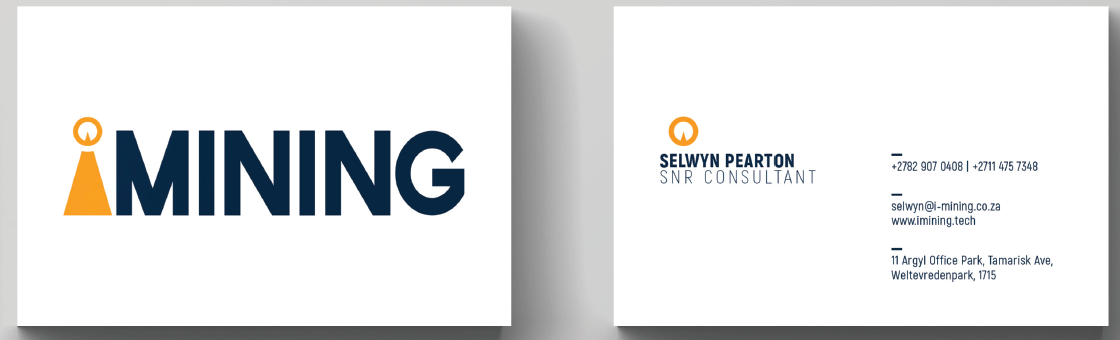 iMINING
SELWYN PEARTON
SNR CONSULTANT
+2782 907 0408 | +2711 475 7348
selwyn@i-mining.co.za
www.imining.tech
11 Argyl Office Park, Tamarisk Ave,
Weltevredenpark, 1715